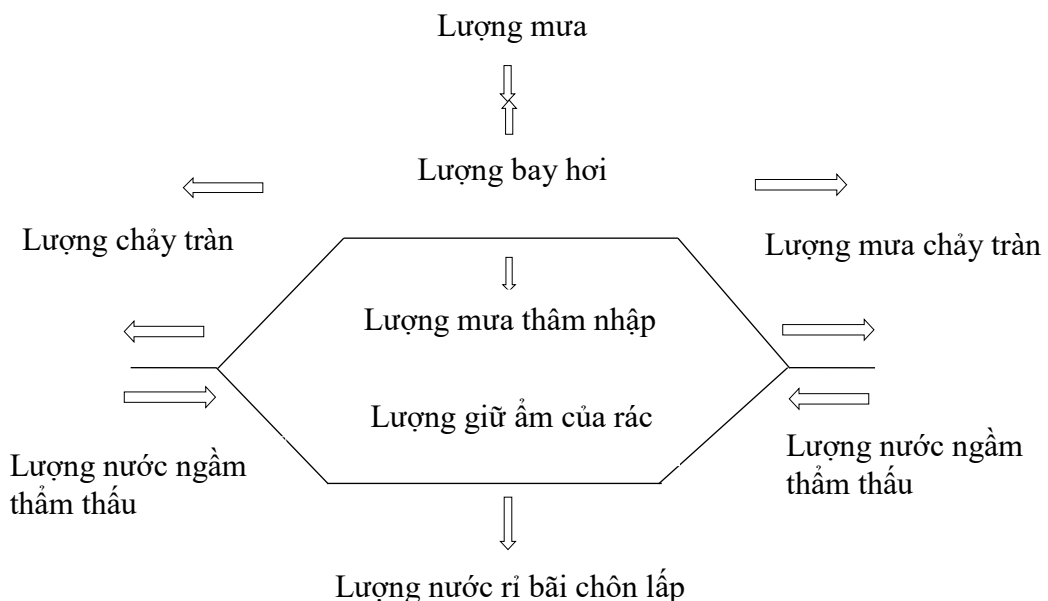 Lượng mưa
Lượng bay hơi
Lượng chảy tràn
Lượng mưa chảy tràn
Lượng mưa thâm nhập
Lượng giữ ẩm của rác
Lượng nước ngầm
thẩm thấu
Lượng nước ngầm
thẩm thấu
Lượng nước rỉ bãi chôn lấp